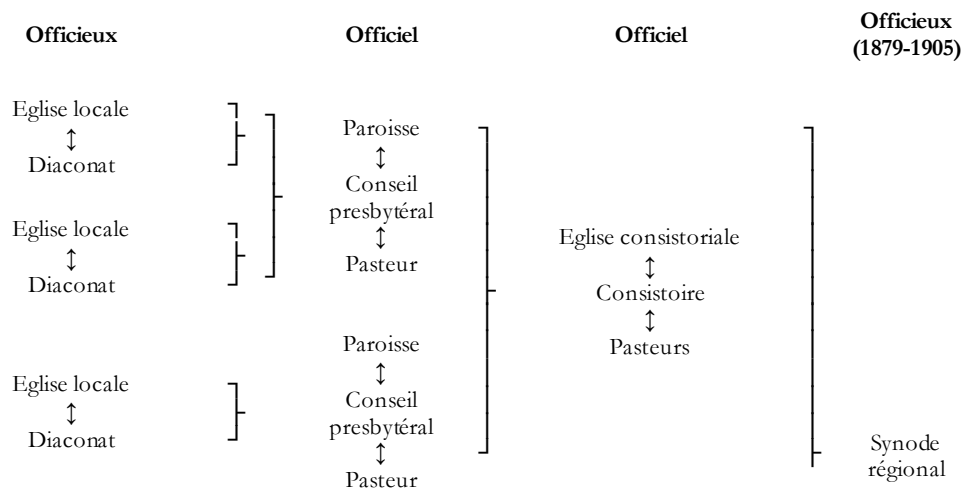 Officieux
Officiel
Officiel
Officieux
(1879-1905)
Eglise locale
↕
Diaconat
Eglise locale
↕
Diaconat
Eglise locale
↕
Diaconat
Paroisse
↕
Conseil
presbytéral
↕
Pasteur
Paroisse
↕
Conseil
presbytéral
↕
Pasteur
Eglise consistoriale
↕
Consistoire
↕
Pasteurs
Synode
régional